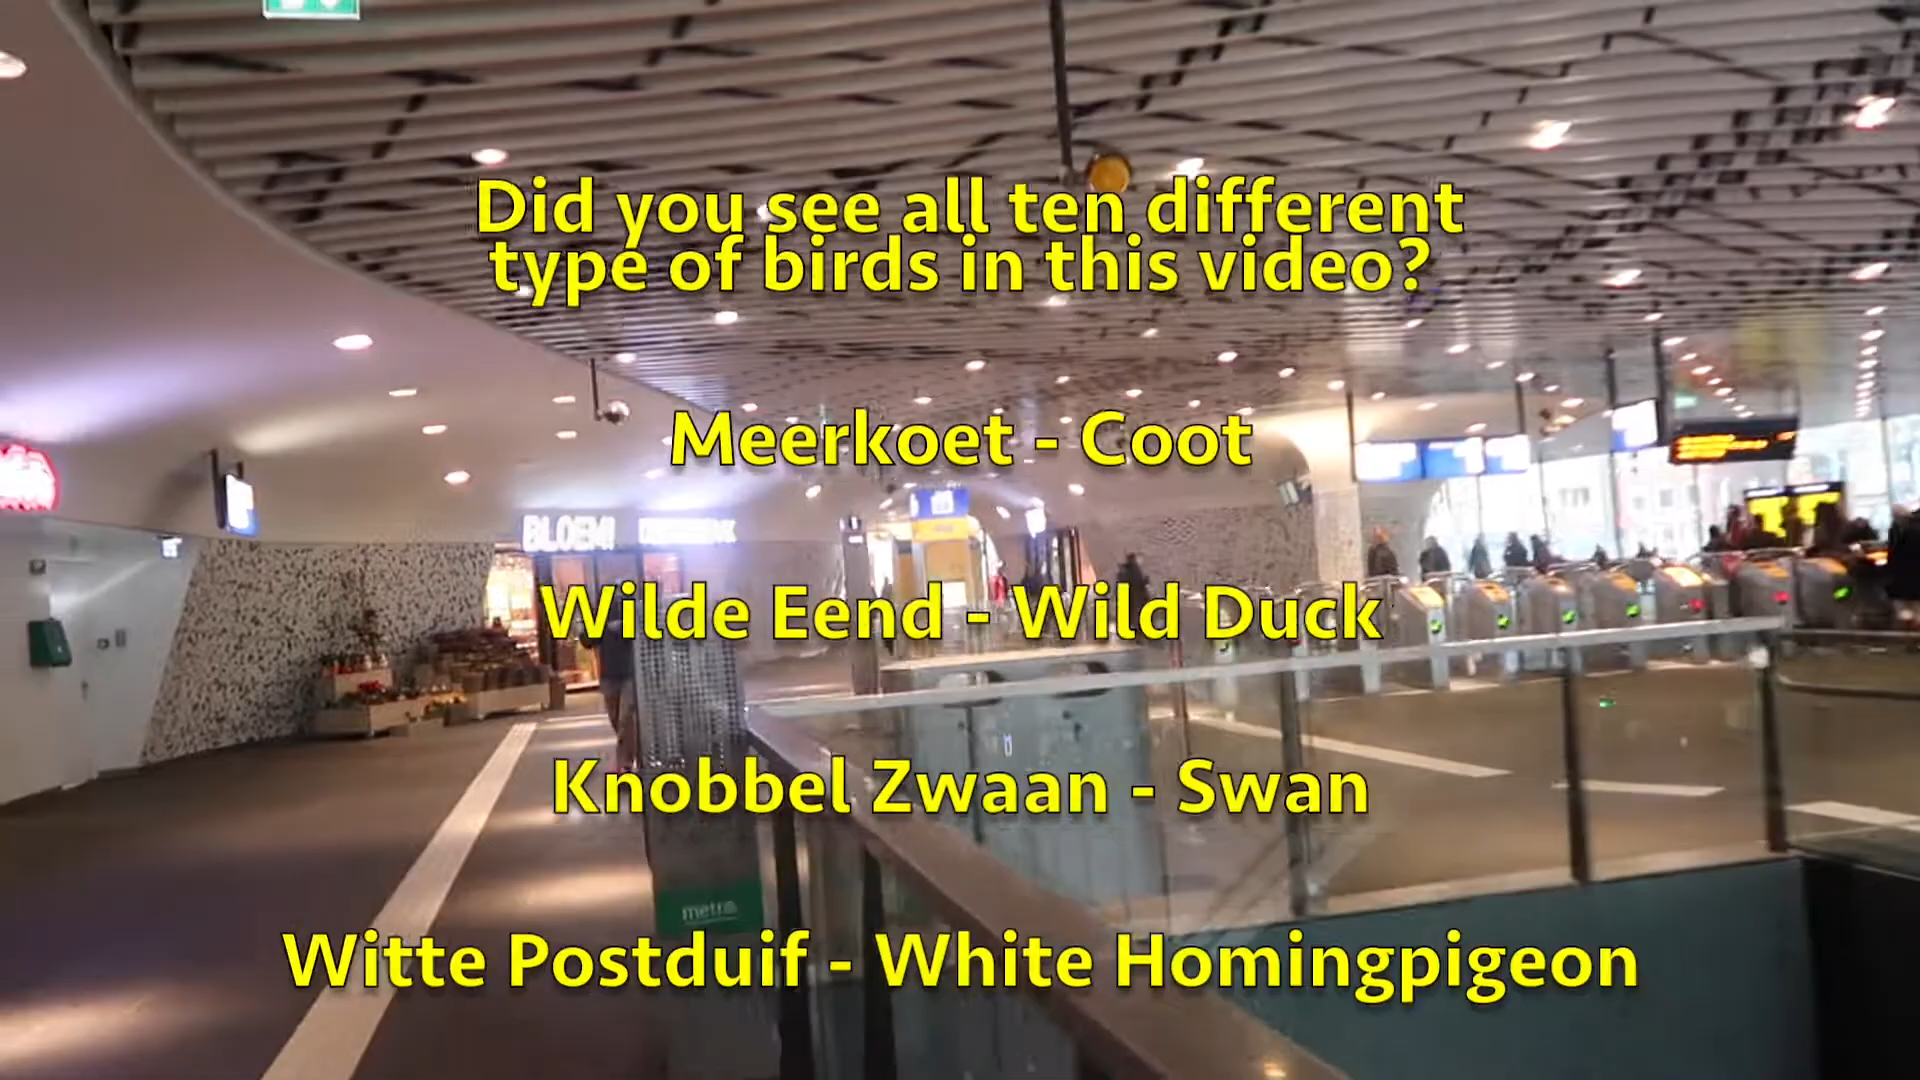 Did you see all ten different
type of birds in this video?
Meerkoet - Coot
BLOEM!
Wilde Eend - Wild Duck
Knobbel Zwaan - Swan
metro
Witte Postduif - White Homingpigeon